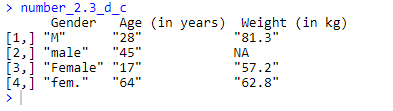 > number_2.3_d_c
     Gender   Age (in years)  Weight (in kg)
[1,] "M"      "28"            "81.3"
[2,] "male"   "45"            NA
[3,] "Female" "17"            "57.2"
[4,] "fem."   "64"            "62.8"
>